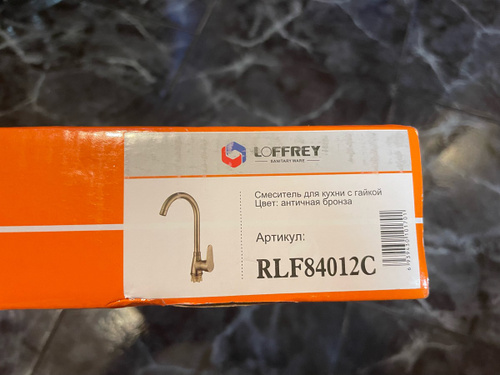 LOFFREY
SANITARY WARE
Смеситель для кухни с гайкой
Цвет: античная бронза
Артикул:
RLF84012C